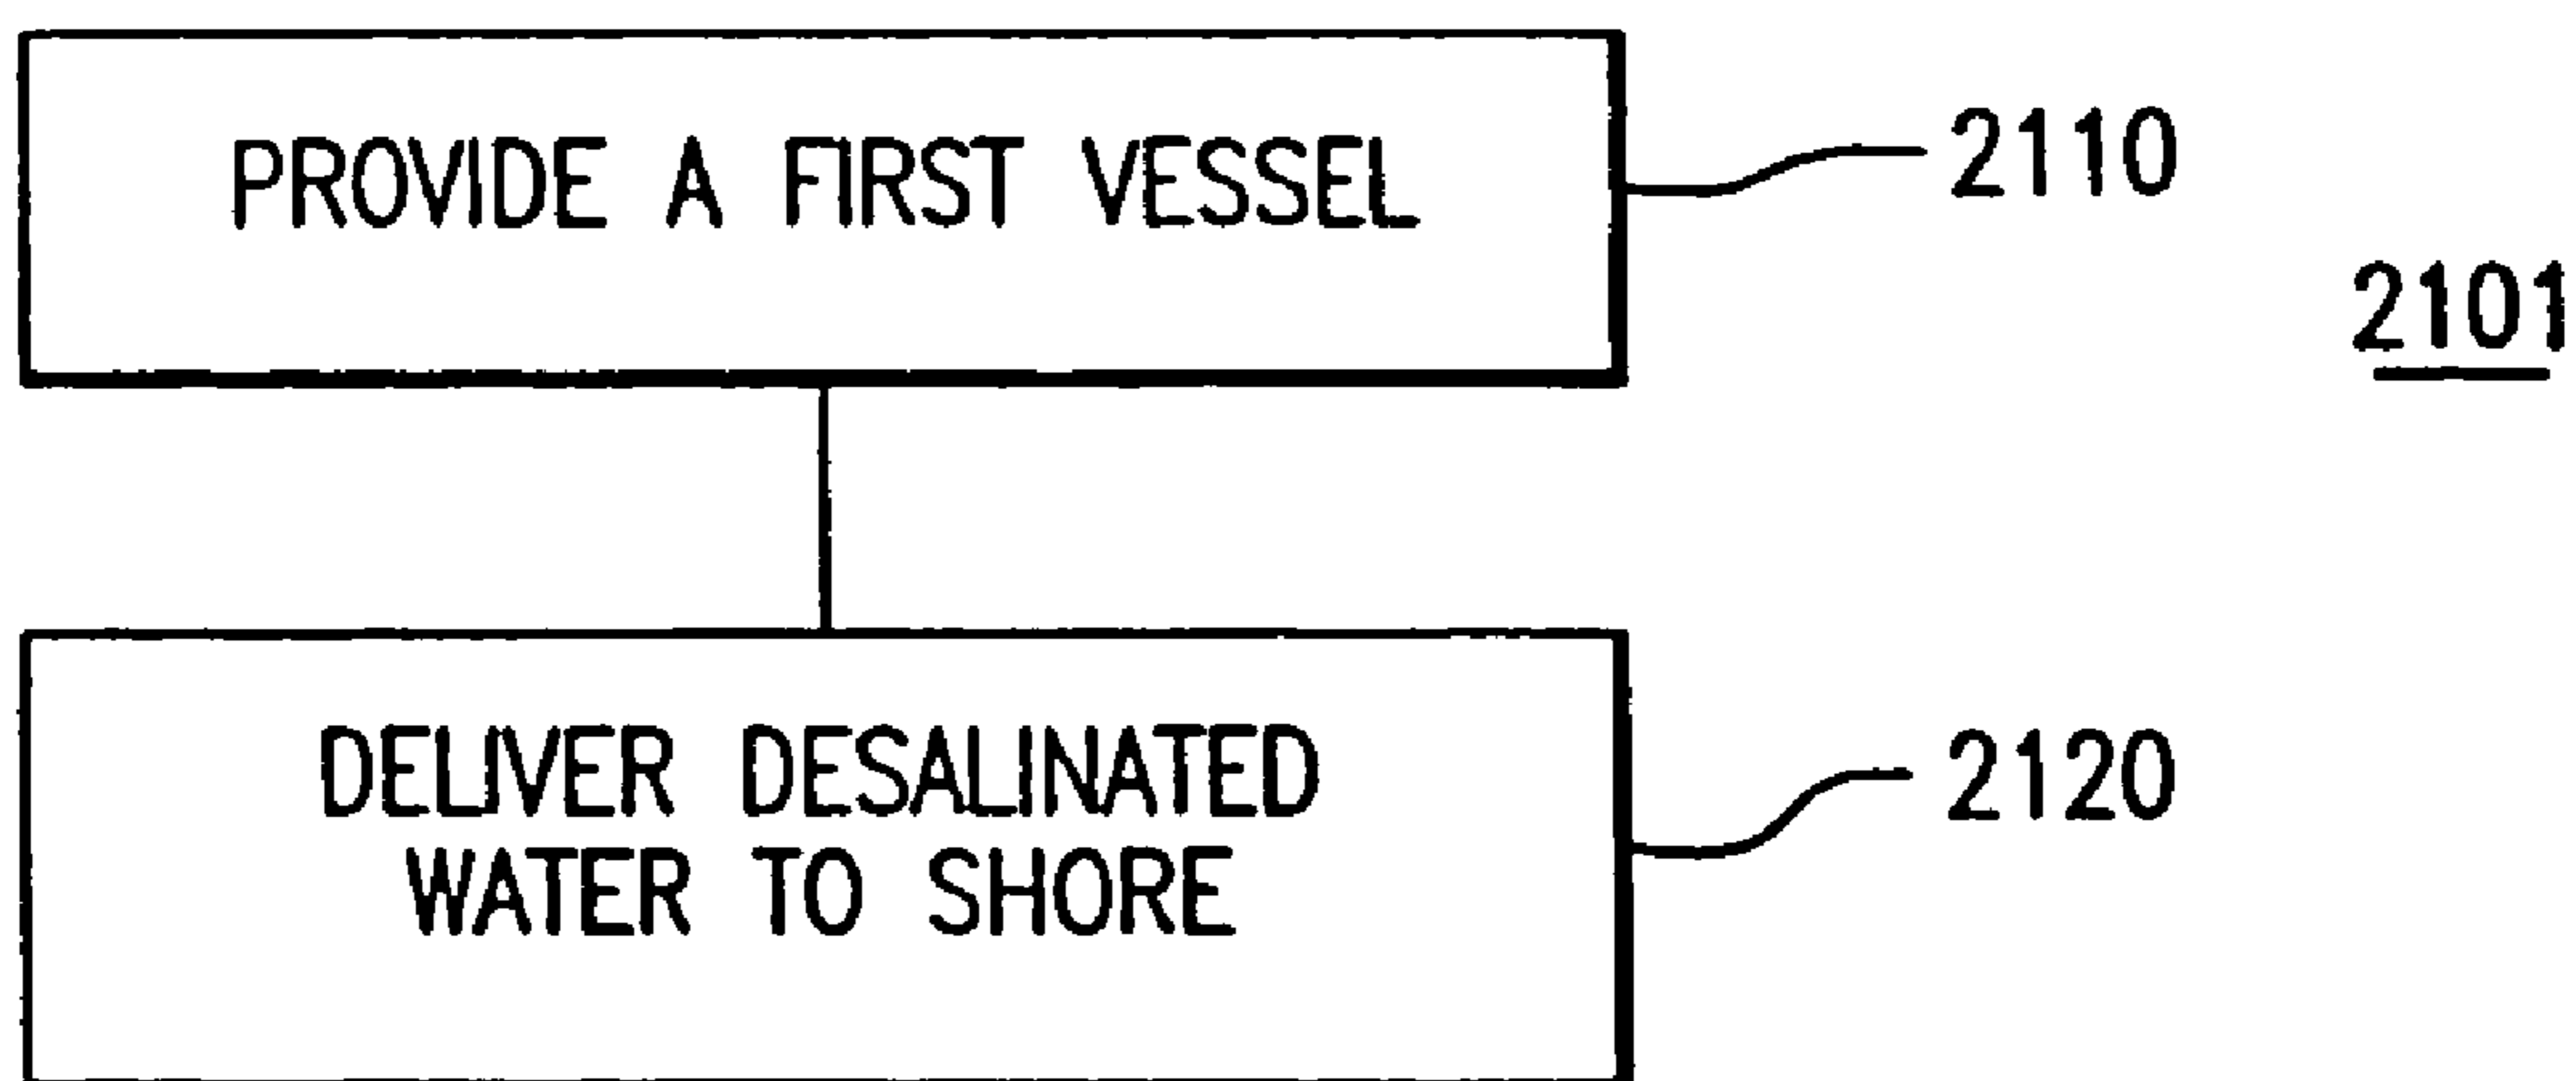 PROVIDE A FIRST VESSEL
2110
2101
DELIVER DESALINATED
WATER TO SHORE
2120